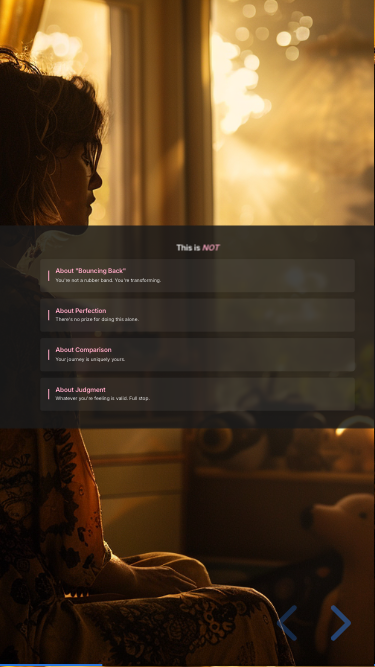 This is NOT
About "Bouncing Back"
You're not a rubber band. You're transforming.
About Perfection
There's no prize for doing this alone.
About Comparison
Your journey is uniquely yours.
About Judgment
Whatever you're feeling is valid. Full stop.